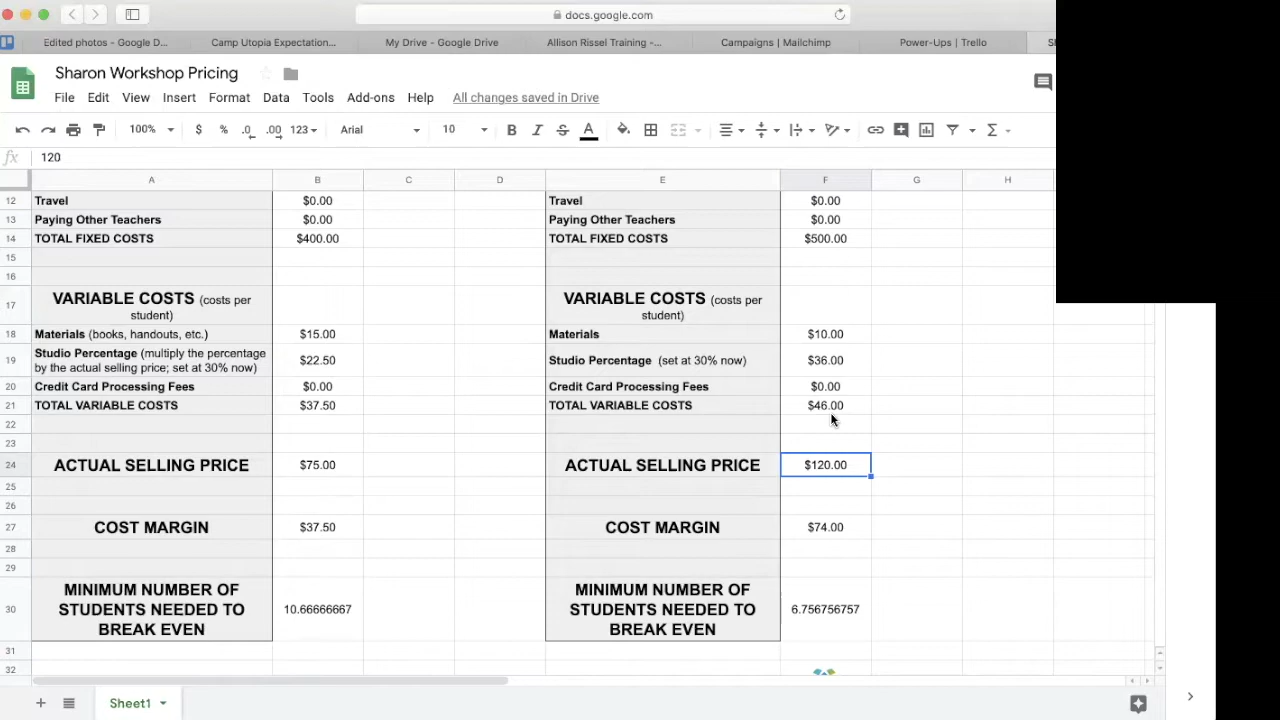 docs.google.com
Edited photos - Google D...
Camp Utopia Expectation...
My Drive - Google Drive
Allison Rissel Training -...
Campaigns | Mailchimp
Power-Ups | Trello
Sharon Workshop Pricing
File Edit View Insert Format Data Tools Add-ons Help All changes saved in Drive
100% $ % .0 .00 123 Arial 10 B I S A
fx 120
A B C D E F G H
12 Travel $0.00 Travel $0.00
13 Paying Other Teachers $0.00 Paying Other Teachers $0.00
14 TOTAL FIXED COSTS $400.00 TOTAL FIXED COSTS $500.00
15
16
17 VARIABLE COSTS (costs per student) VARIABLE COSTS (costs per student)
18 Materials (books, handouts, etc.) $15.00 Materials $10.00
19 Studio Percentage (multiply the percentage by the actual selling price; set at 30% now) $22.50 Studio Percentage (set at 30% now) $36.00
20 Credit Card Processing Fees $0.00 Credit Card Processing Fees $0.00
21 TOTAL VARIABLE COSTS $37.50 TOTAL VARIABLE COSTS $46.00
22
23
24 ACTUAL SELLING PRICE $75.00 ACTUAL SELLING PRICE $120.00
25
26
27 COST MARGIN $37.50 COST MARGIN $74.00
28
29
30 MINIMUM NUMBER OF STUDENTS NEEDED TO BREAK EVEN 10.66666667 MINIMUM NUMBER OF STUDENTS NEEDED TO BREAK EVEN 6.756756757
31
32
Sheet1